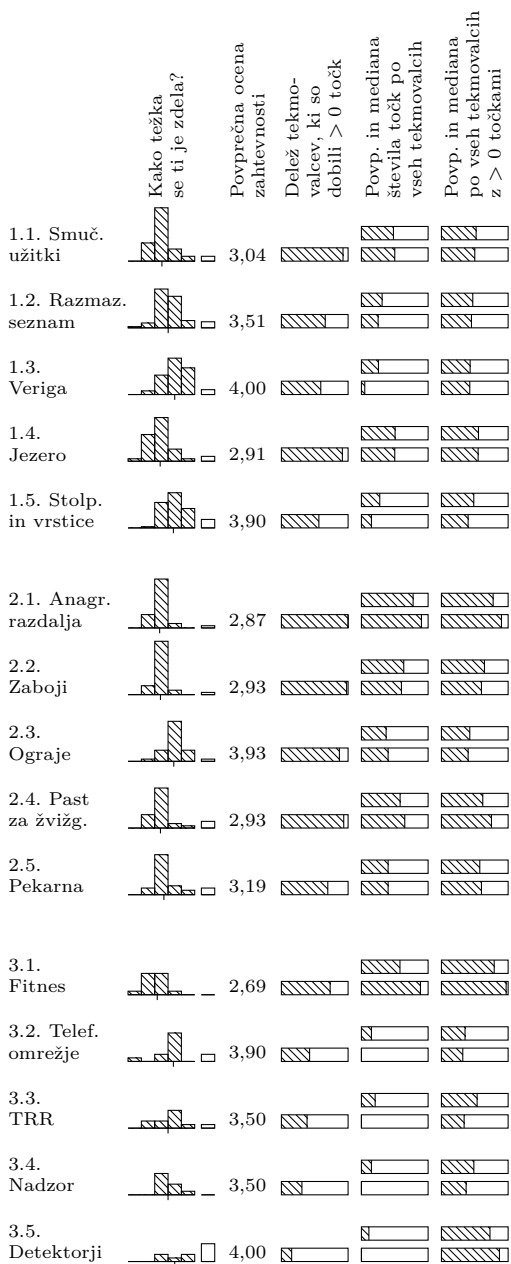 Kako težka
se ti je zdela?
Povprečna ocena
zahtevnosti
Delež tekmo-
valcev, ki so
dobili > 0 točk
Povp. in mediana
števila točk po
vseh tekmovalcih
Povp. in mediana
po vseh tekmovalcih
z > 0 točkami
1.1. Smuč.
užitki 3,04
1.2. Razmaz.
seznam 3,51
1.3.
Veriga 4,00
1.4.
Jezero 2,91
1.5. Stolp.
in vrstice 3,90
2.1. Anagr.
razdalja 2,87
2.2.
Zaboji 2,93
2.3.
Ograje 3,93
2.4. Past
za žvižg. 2,93
2.5.
Pekarna 3,19
3.1.
Fitnes 2,69
3.2. Telef.
omrežje 3,90
3.3.
TRR 3,50
3.4.
Nadzor 3,50
3.5.
Detektorji 4,00